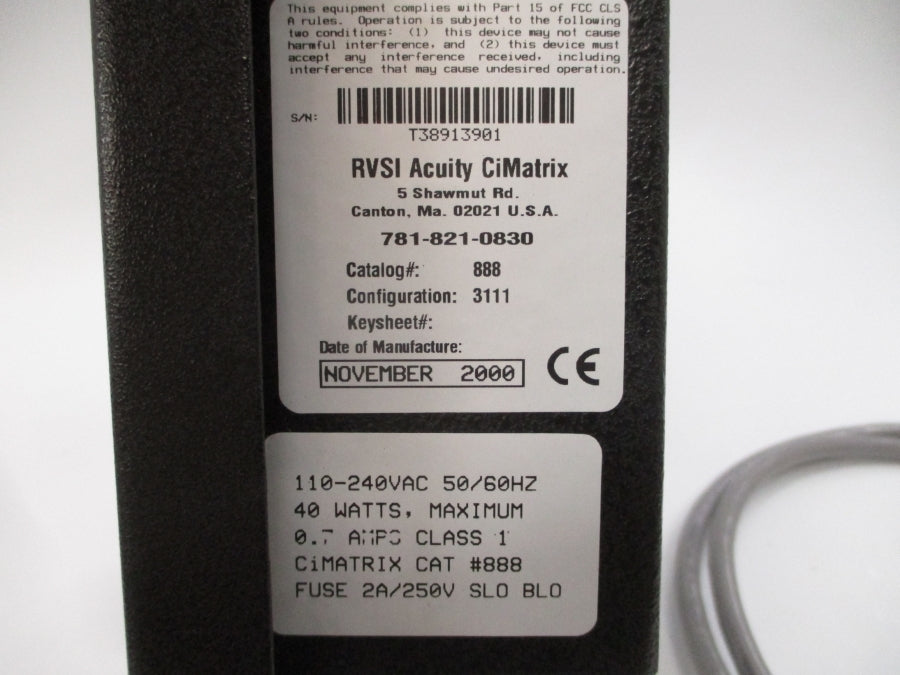 This equipment complies with Part 15 of FCC CLS
A rules. Operation is subject to the following
two conditions: (1) this device may not cause
harmful interference, and (2) this device must
accept any interference received, including
interference that may cause undesired operation.
S/N:
T38913901
RVSI Acuity CiMatrix
5 Shawmut Rd.
Canton, Ma. 02021 U.S.A.
781-821-0830
Catalog#: 888
Configuration: 3111
Keysheet#:
Date of Manufacture:
NOVEMBER 2000 CE
110-240VAC 50/60HZ
40 WATTS, MAXIMUM
0.7 AMPS CLASS 1
CiMATRIX CAT #888
FUSE 2A/250V SLO BLO